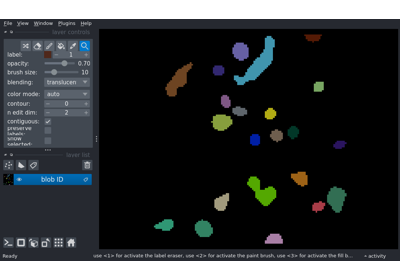 File View Window Plugins Help
layer controls
label: 1
opacity: 0.70
brush size: 10
blending: translucen
color mode: auto
contour: 0
n edit dim: 2
contiguous:
preserve
labels:
show
selected:
layer list
blob ID
Ready use <1> for activate the label eraser, use <2> for activate the paint brush, use <3> for activate the fill b... activity